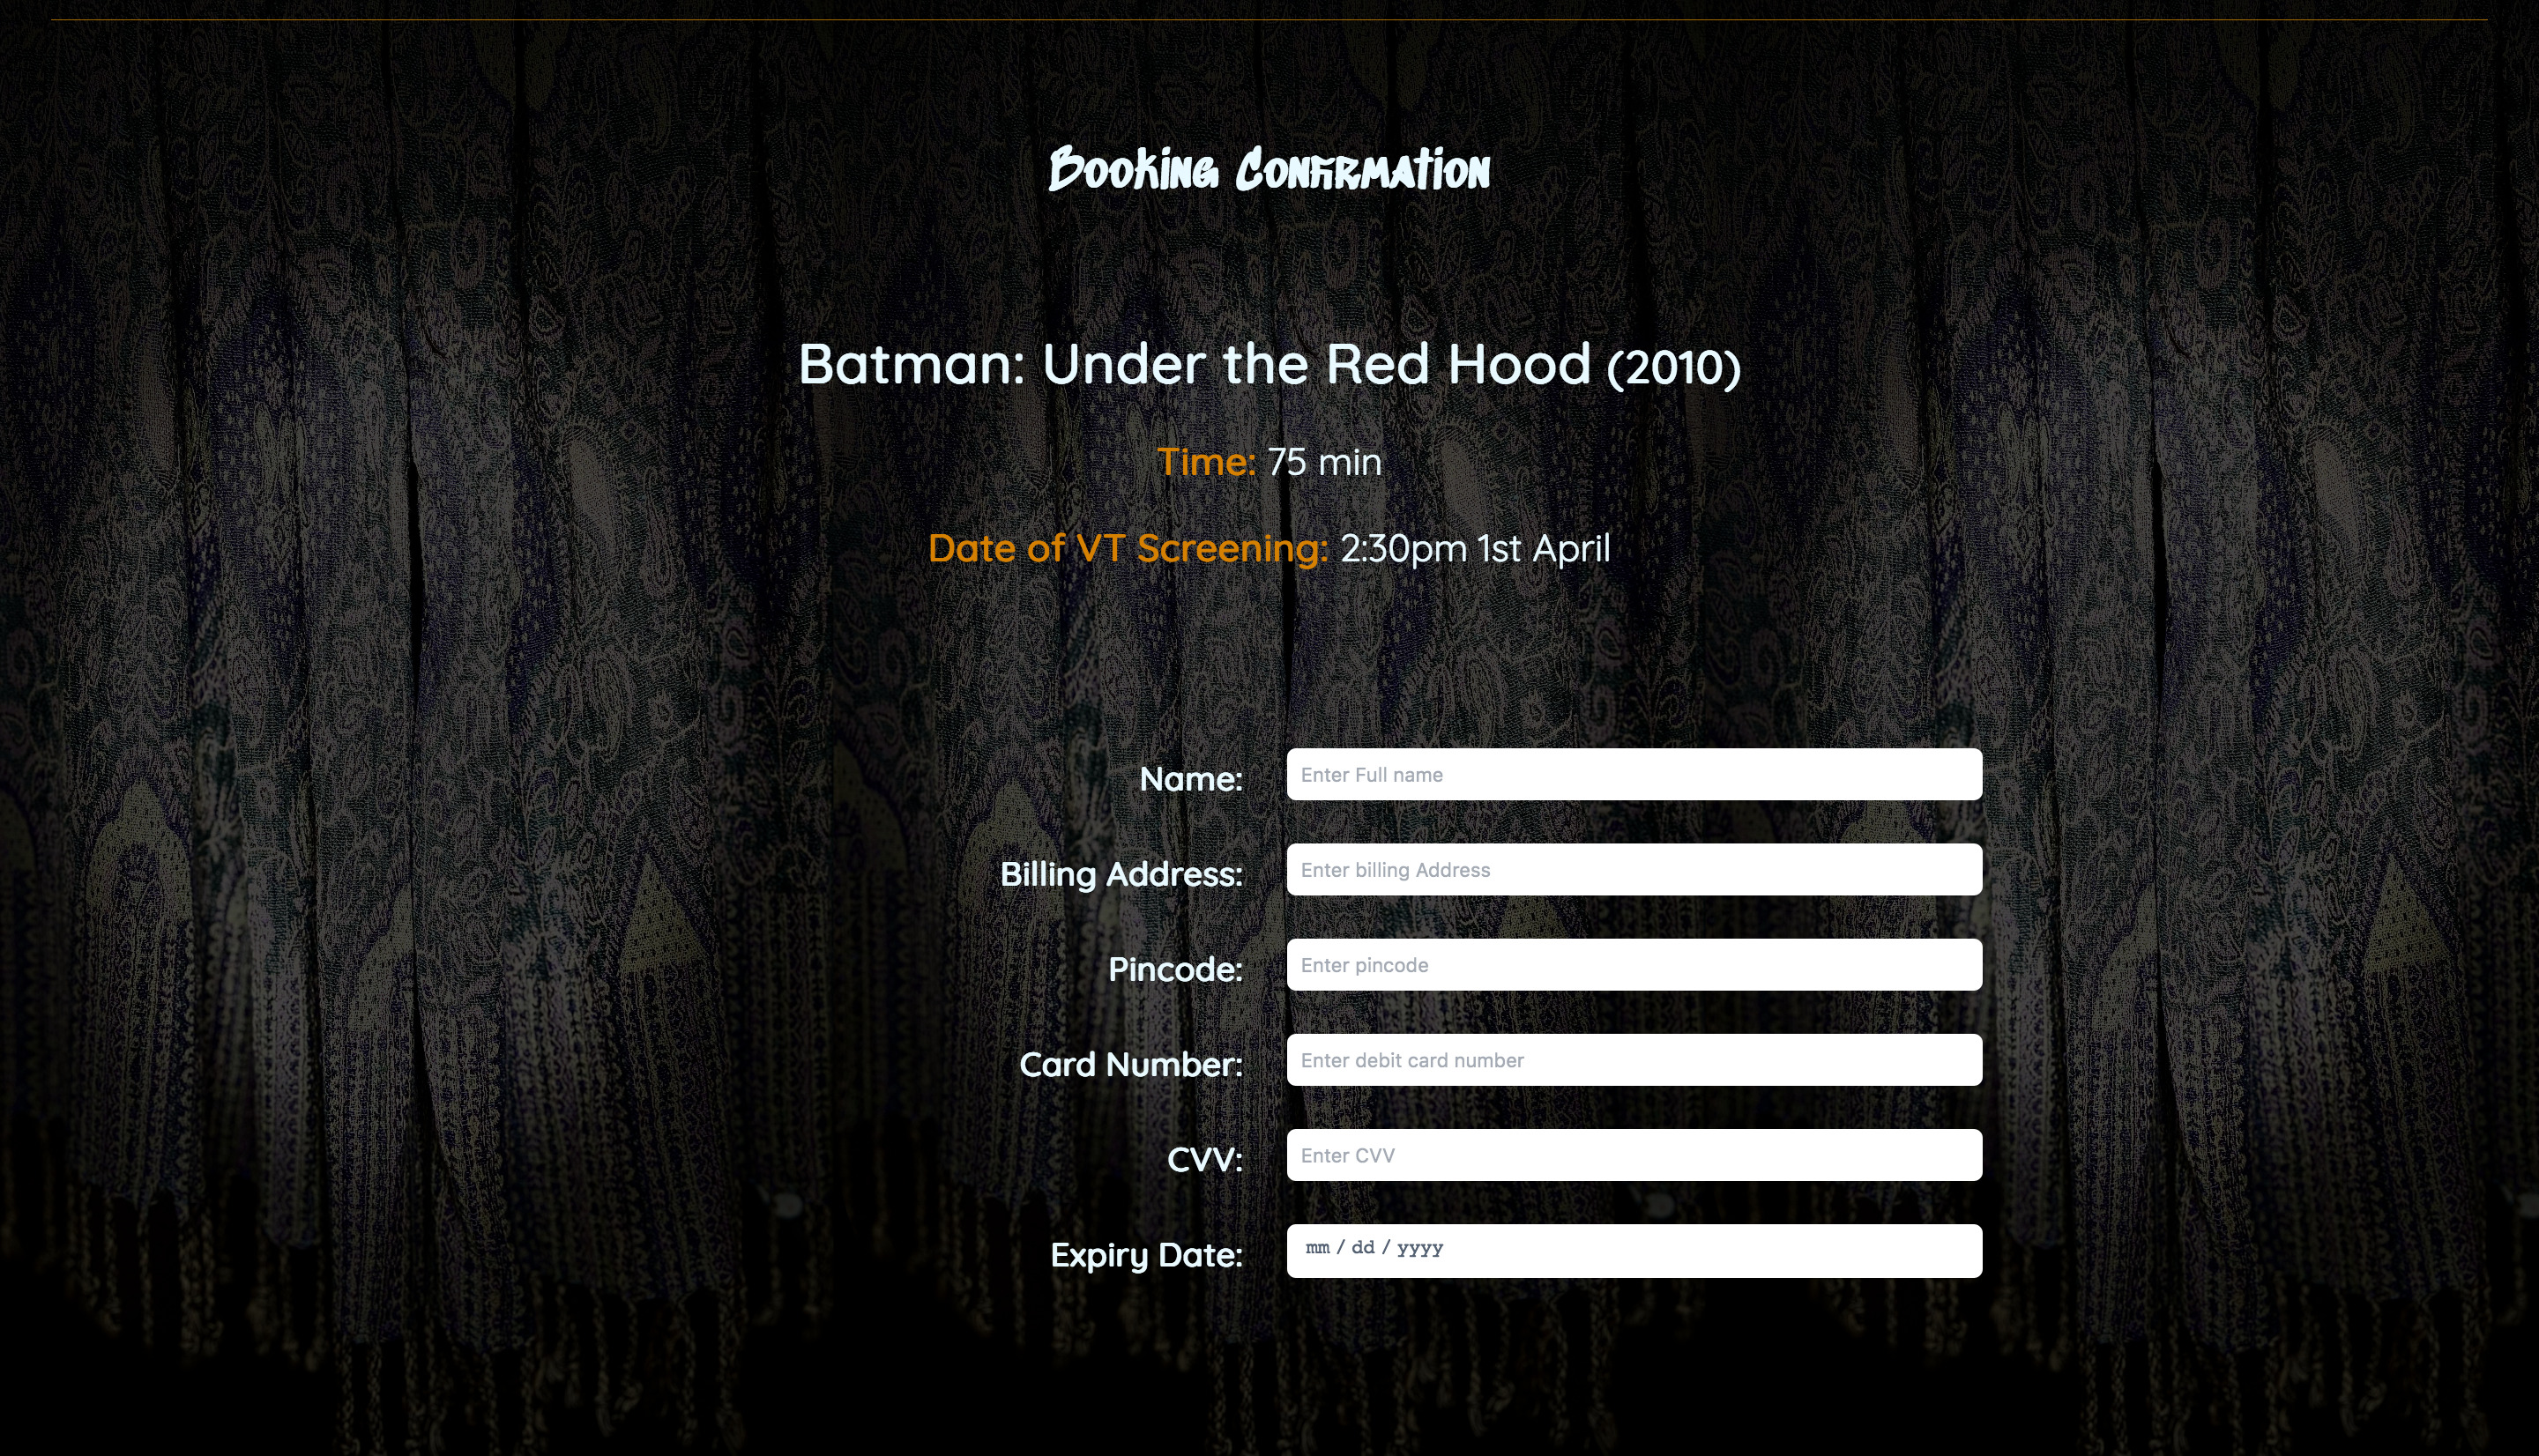 Booking Confirmation
Batman: Under the Red Hood (2010)
Time: 75 min
Date of VT Screening: 2:30pm 1st April
Name: Enter Full name
Billing Address: Enter billing Address
Pincode: Enter pincode
Card Number: Enter debit card number
CVV: Enter CVV
Expiry Date: mm / dd / yyyy